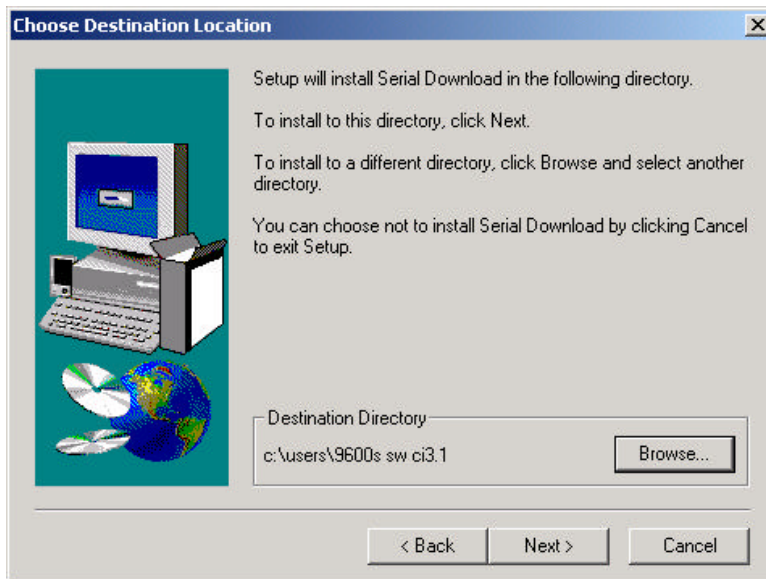 Choose Destination Location
Setup will install Serial Download in the following directory.
To install to this directory, click Next.
To install to a different directory, click Browse and select another
directory.
You can choose not to install Serial Download by clicking Cancel
to exit Setup.
Destination Directory
c:\users\9600s sw ci3.1
Browse...
< Back
Next >
Cancel